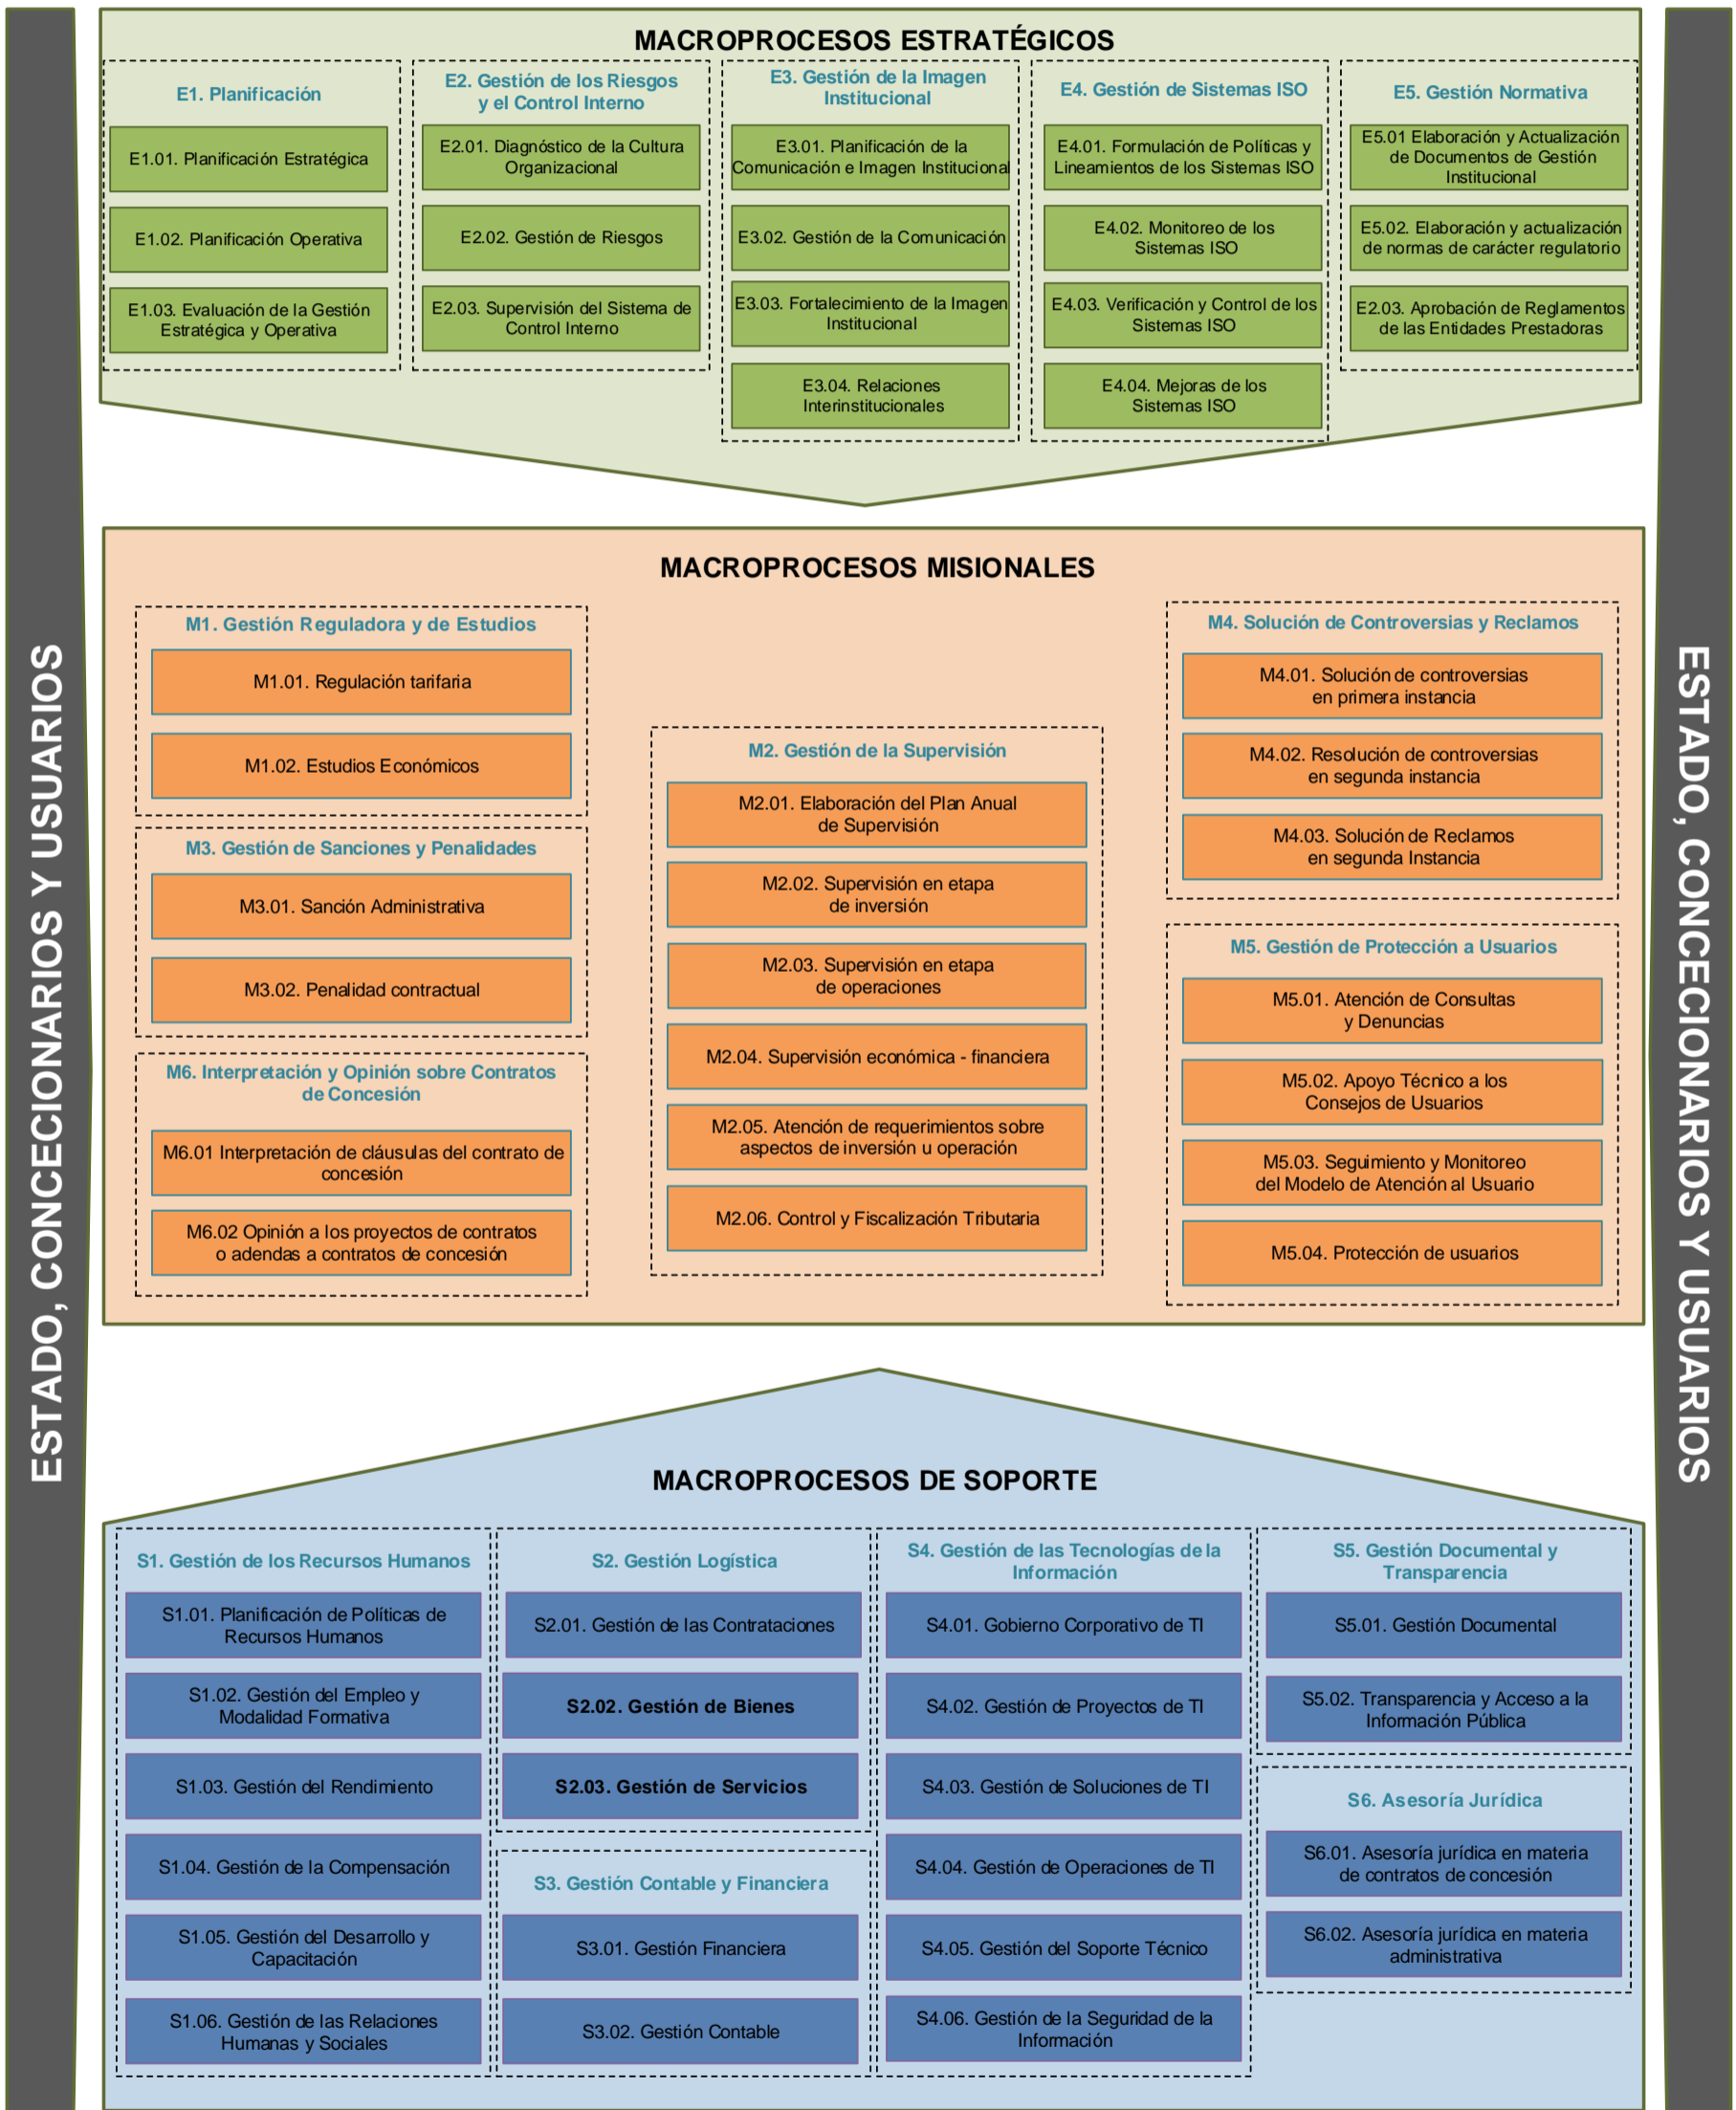 ESTADO, CONCECIONARIOS Y USUARIOS
MACROPROCESOS ESTRATÉGICOS
E1. Planificación
E1.01. Planificación Estratégica
E1.02. Planificación Operativa
E1.03. Evaluación de la Gestión
Estratégica y Operativa
E2. Gestión de los Riesgos
y el Control Interno
E2.01. Diagnóstico de la Cultura
Organizacional
E2.02. Gestión de Riesgos
E2.03. Supervisión del Sistema de
Control Interno
E3. Gestión de la Imagen
Institucional
E3.01. Planificación de la
Comunicación e Imagen Institucional
E3.02. Gestión de la Comunicación
E3.03. Fortalecimiento de la Imagen
Institucional
E3.04. Relaciones
Interinstitucionales
E4. Gestión de Sistemas ISO
E4.01. Formulación de Políticas y
Lineamientos de los Sistemas ISO
E4.02. Monitoreo de los
Sistemas ISO
E4.03. Verificación y Control de los
Sistemas ISO
E4.04. Mejoras de los
Sistemas ISO
E5. Gestión Normativa
E5.01 Elaboración y Actualización
de Documentos de Gestión
Institucional
E5.02. Elaboración y actualización
de normas de carácter regulatorio
E2.03. Aprobación de Reglamentos
de las Entidades Prestadoras
MACROPROCESOS MISIONALES
M1. Gestión Reguladora y de Estudios
M1.01. Regulación tarifaria
M1.02. Estudios Económicos
M3. Gestión de Sanciones y Penalidades
M3.01. Sanción Administrativa
M3.02. Penalidad contractual
M6. Interpretación y Opinión sobre Contratos
de Concesión
M6.01 Interpretación de cláusulas del contrato de
concesión
M6.02 Opinión a los proyectos de contratos
o adendas a contratos de concesión
M2. Gestión de la Supervisión
M2.01. Elaboración del Plan Anual
de Supervisión
M2.02. Supervisión en etapa
de inversión
M2.03. Supervisión en etapa
de operaciones
M2.04. Supervisión económica - financiera
M2.05. Atención de requerimientos sobre
aspectos de inversión u operación
M2.06. Control y Fiscalización Tributaria
M4. Solución de Controversias y Reclamos
M4.01. Solución de controversias
en primera instancia
M4.02. Resolución de controversias
en segunda instancia
M4.03. Solución de Reclamos
en segunda Instancia
M5. Gestión de Protección a Usuarios
M5.01. Atención de Consultas
y Denuncias
M5.02. Apoyo Técnico a los
Consejos de Usuarios
M5.03. Seguimiento y Monitoreo
del Modelo de Atención al Usuario
M5.04. Protección de usuarios
MACROPROCESOS DE SOPORTE
S1. Gestión de los Recursos Humanos
S1.01. Planificación de Políticas de
Recursos Humanos
S1.02. Gestión del Empleo y
Modalidad Formativa
S1.03. Gestión del Rendimiento
S1.04. Gestión de la Compensación
S1.05. Gestión del Desarrollo y
Capacitación
S1.06. Gestión de las Relaciones
Humanas y Sociales
S2. Gestión Logística
S2.01. Gestión de las Contrataciones
S2.02. Gestión de Bienes
S2.03. Gestión de Servicios
S3. Gestión Contable y Financiera
S3.01. Gestión Financiera
S3.02. Gestión Contable
S4. Gestión de las Tecnologías de la
Información
S4.01. Gobierno Corporativo de TI
S4.02. Gestión de Proyectos de TI
S4.03. Gestión de Soluciones de TI
S4.04. Gestión de Operaciones de TI
S4.05. Gestión del Soporte Técnico
S4.06. Gestión de la Seguridad de la
Información
S5. Gestión Documental y
Transparencia
S5.01. Gestión Documental
S5.02. Transparencia y Acceso a la
Información Pública
S6. Asesoría Jurídica
S6.01. Asesoría jurídica en materia
de contratos de concesión
S6.02. Asesoría jurídica en materia
administrativa
ESTADO, CONCECIONARIOS Y USUARIOS